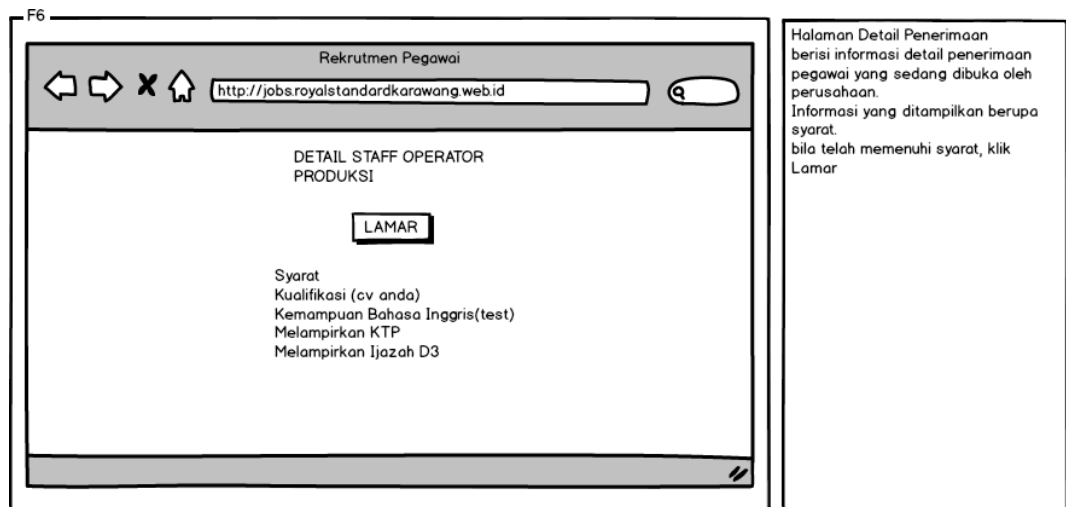 F6
Rekrutmen Pegawai
http://jobs.royalstandardkarawang.web.id
DETAIL STAFF OPERATOR
PRODUKSI
LAMAR
Syarat
Kualifikasi (cv anda)
Kemampuan Bahasa Inggris(test)
Melampirkan KTP
Melampirkan Ijazah D3
Halaman Detail Penerimaan
berisi informasi detail penerimaan
pegawai yang sedang dibuka oleh
perusahaan.
Informasi yang ditampilkan berupa
syarat.
bila telah memenuhi syarat, klik
Lamar